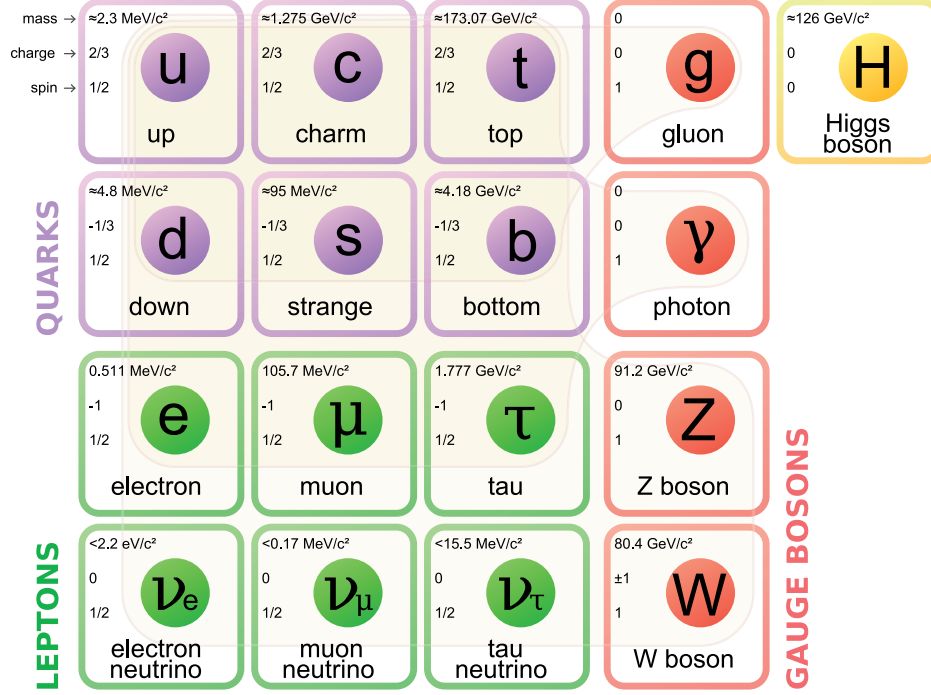 mass →
charge →
spin →
≈2.3 MeV/c²
2/3
1/2
u
up
≈1.275 GeV/c²
2/3
1/2
c
charm
≈173.07 GeV/c²
2/3
1/2
t
top
0
0
1
g
gluon
≈126 GeV/c²
0
0
H
Higgs
boson
QUARKS
≈4.8 MeV/c²
-1/3
1/2
d
down
≈95 MeV/c²
-1/3
1/2
s
strange
≈4.18 GeV/c²
-1/3
1/2
b
bottom
0
0
1
γ
photon
0.511 MeV/c²
-1
1/2
e
electron
105.7 MeV/c²
-1
1/2
μ
muon
1.777 GeV/c²
-1
1/2
τ
tau
91.2 GeV/c²
0
1
Z
Z boson
GAUGE BOSONS
LEPTONS
<2.2 eV/c²
0
1/2
νe
electron
neutrino
<0.17 MeV/c²
0
1/2
νμ
muon
neutrino
<15.5 MeV/c²
0
1/2
ντ
tau
neutrino
80.4 GeV/c²
±1
1
W
W boson